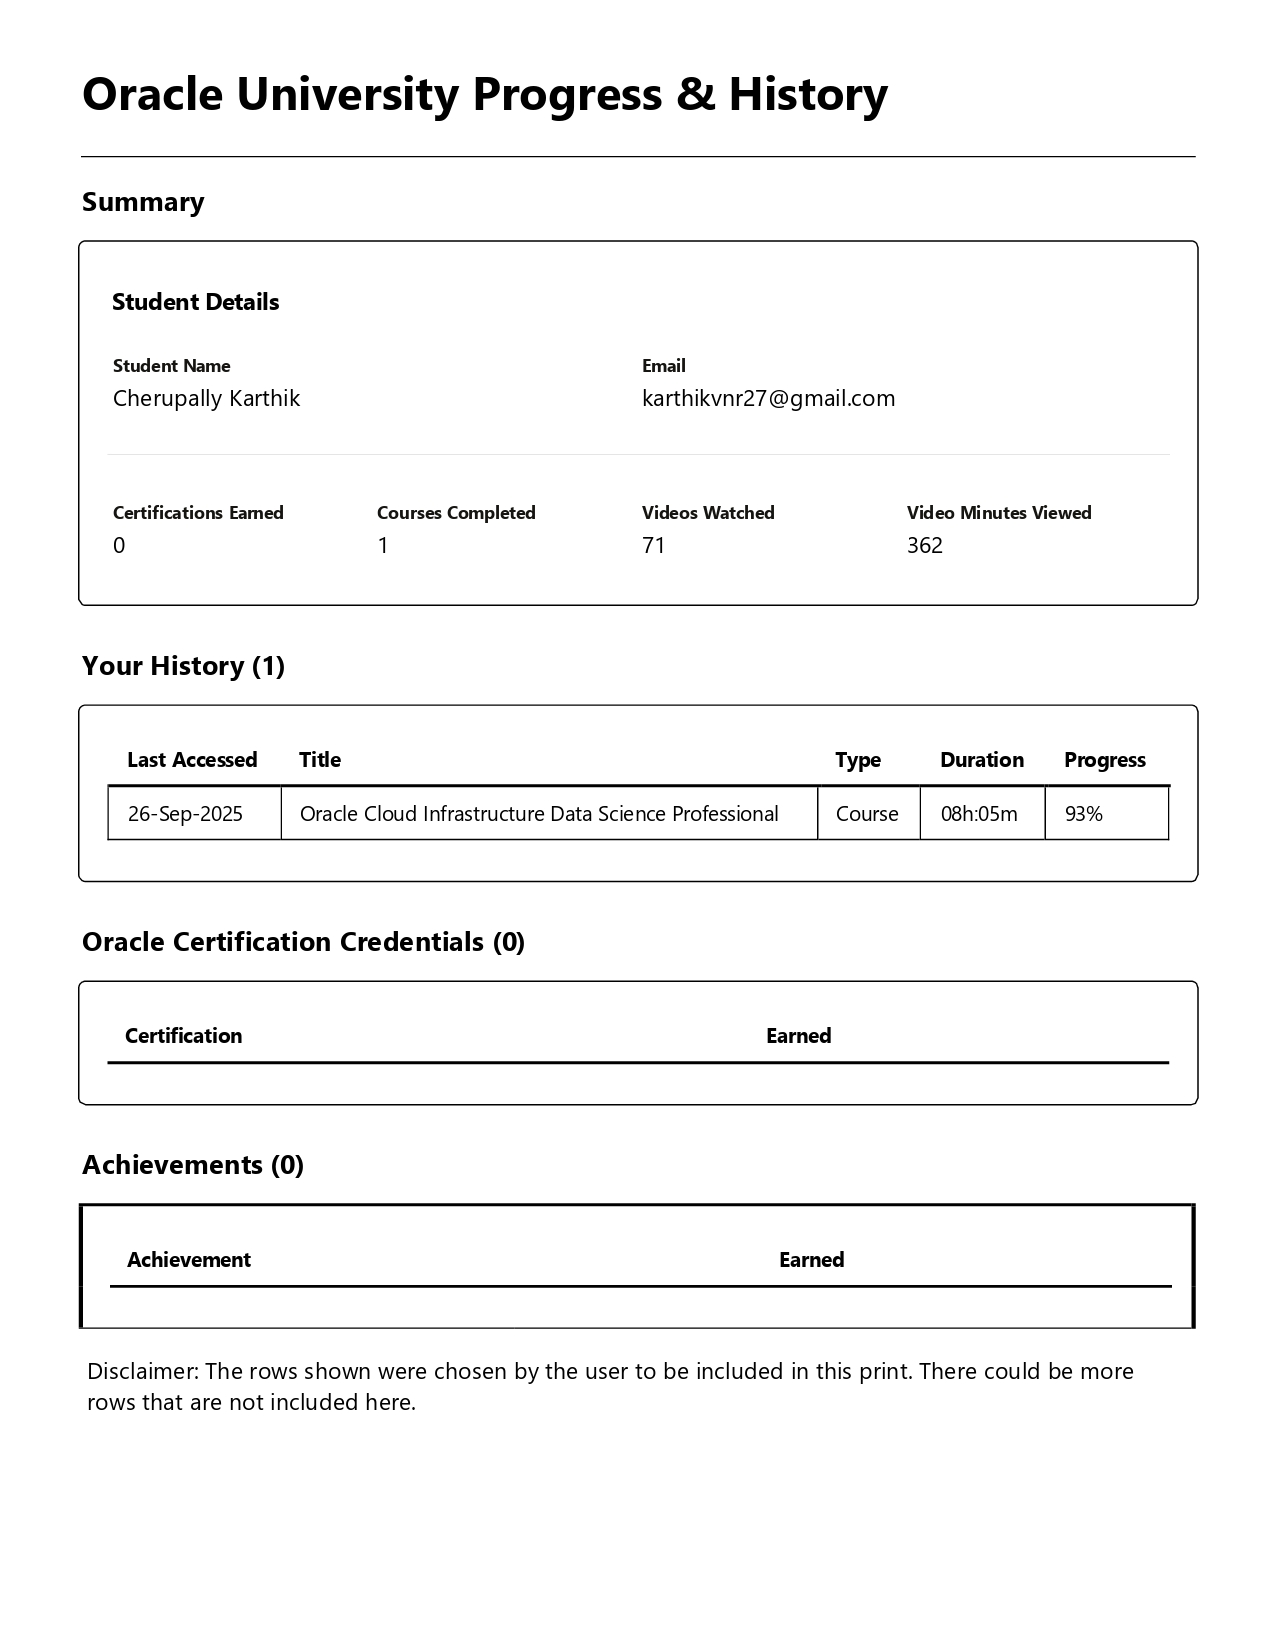 Oracle University Progress & History
Summary
Student Details
Student Name Email
Cherupally Karthik karthikvnr27@gmail.com
Certifications Earned Courses Completed Videos Watched Video Minutes Viewed
0 1 71 362
Your History (1)
Last Accessed Title Type Duration Progress
26-Sep-2025 Oracle Cloud Infrastructure Data Science Professional Course 08h:05m 93%
Oracle Certification Credentials (0)
Certification Earned
Achievements (0)
Achievement Earned
Disclaimer: The rows shown were chosen by the user to be included in this print. There could be more
rows that are not included here.